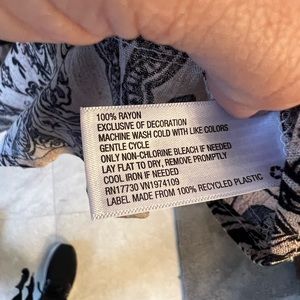 100% RAYON
EXCLUSIVE OF DECORATION
MACHINE WASH COLD WITH LIKE COLORS
GENTLE CYCLE
ONLY NON-CHLORINE BLEACH IF NEEDED
LAY FLAT TO DRY, REMOVE PROMPTLY
COOL IRON IF NEEDED
RN17730 VN1974109
LABEL MADE FROM 100% RECYCLED PLASTIC